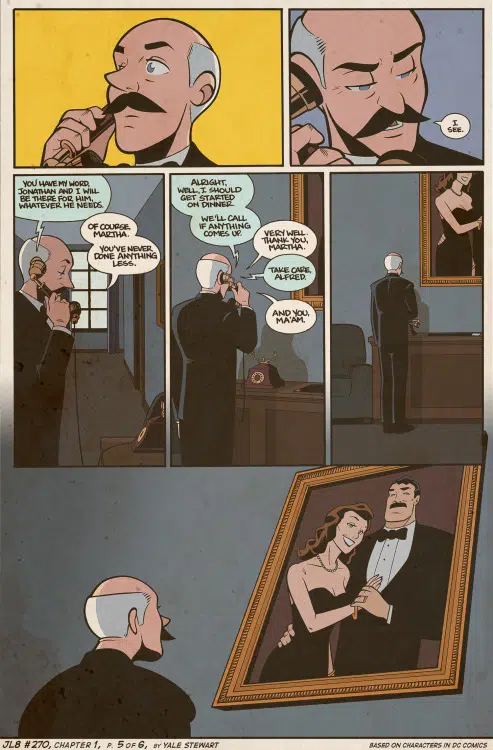 I
SEE.
YOU HAVE MY WORD,
JONATHAN AND I WILL
BE THERE FOR HIM,
WHATEVER HE NEEDS.
OF COURSE,
MARTHA.
YOU'VE NEVER
DONE ANYTHING
LESS.
ALRIGHT,
WELL, I SHOULD
GET STARTED
ON DINNER.
WE'LL CALL
IF ANYTHING
COMES UP.
VERY WELL.
THANK YOU,
MARTHA.
TAKE CARE,
ALFRED.
AND YOU,
MA'AM.
JL8 #270, CHAPTER 1, P. 5 OF 6, BY YALE STEWART
BASED ON CHARACTERS IN DC COMICS